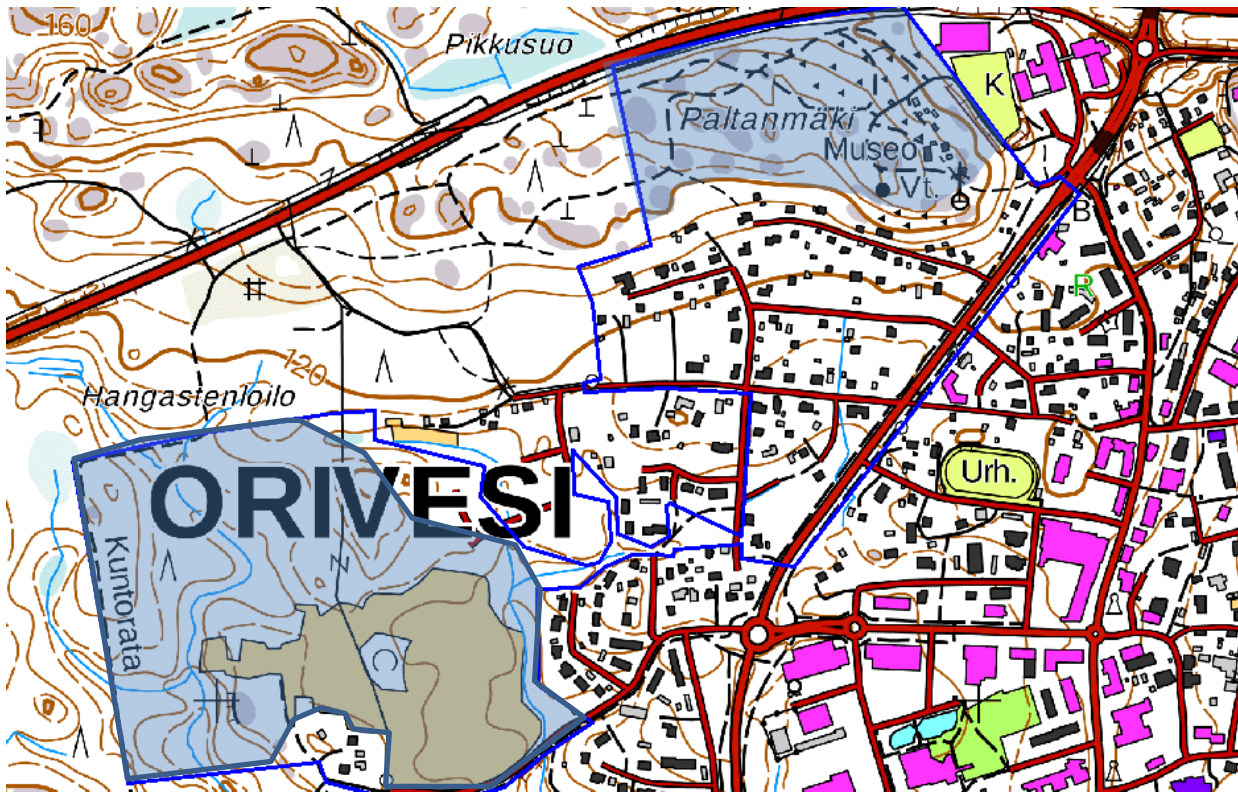 160
Pikkusuo
K
Paltanmäki
Museo
Vt.
B
R
120
Hangastenloilo
ORIVESI
Urh.
Kuntorata
Z
C